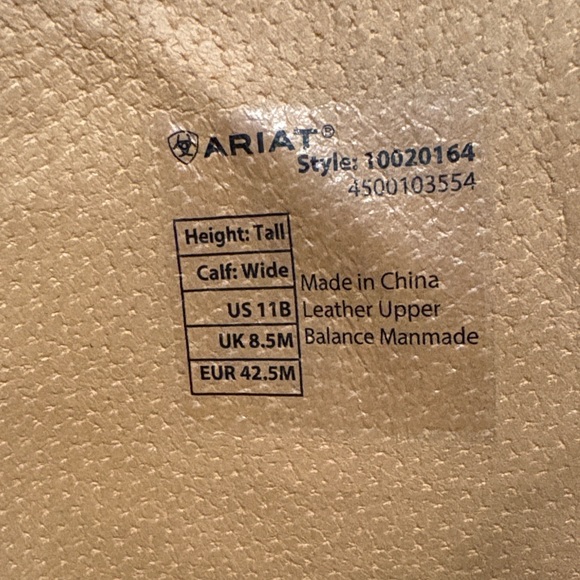 ARIAT®
Style: 10020164
4500103554
Height: Tall
Calf: Wide
US 11B
UK 8.5M
EUR 42.5M
Made in China
Leather Upper
Balance Manmade